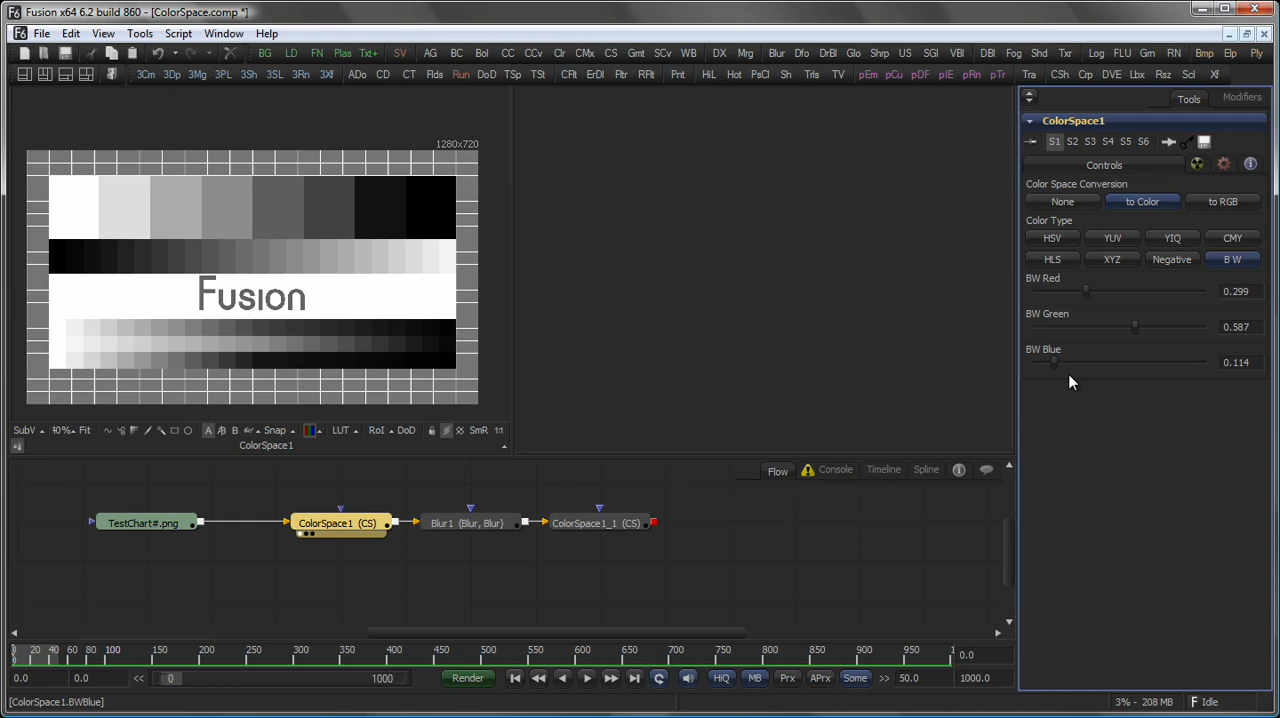 Fusion x64 6.2 build 860 - [ColorSpace.comp *]
File Edit View Tools Script Window Help
BG LD FN Plas Txt+ SV AG BC Bol CC CCv Clr CMx CS Gmt SCv WB DX Mrg Blur Dfo DrBl Glo Shrp US SGl VBl DBl Fog Shd Txr Log FLU Gm RN Bmp Elp Ply
3Cm 3Dp 3Mg 3PL 3Sh 3SL 3Rn 3Xf ADo CD CT Flds Run DoD TSp TSt CFlt ErDl Fltr RFlt Pnt HiL Hot PsCl Sh Trls TV pEm pCu pDF pIE pRn pTr Tra CSh Crp DVE Lbx Rsz Scl Xf
Tools Modifiers
ColorSpace1
S1 S2 S3 S4 S5 S6
Controls
Color Space Conversion
None to Color to RGB
Color Type
HSV YUV YIQ CMY
HLS XYZ Negative B W
BW Red
0.299
BW Green
0.587
BW Blue
0.114
1280x720
Fusion
SubV 40% Fit A B Snap LUT RoI DoD SmR 1:1
ColorSpace1
Flow Console Timeline Spline
TestChart#.png ColorSpace1 (CS) Blur1 (Blur, Blur) ColorSpace1_1 (CS)
0 20 40 60 80 100 150 200 250 300 350 400 450 500 550 600 650 700 750 800 850 900 950 1 0.0
0.0 0.0 << 0 1000 Render HiQ MB Prx APrx Some >> 50.0 1000.0
[ColorSpace1.BWBlue] 3% - 208 MB Idle